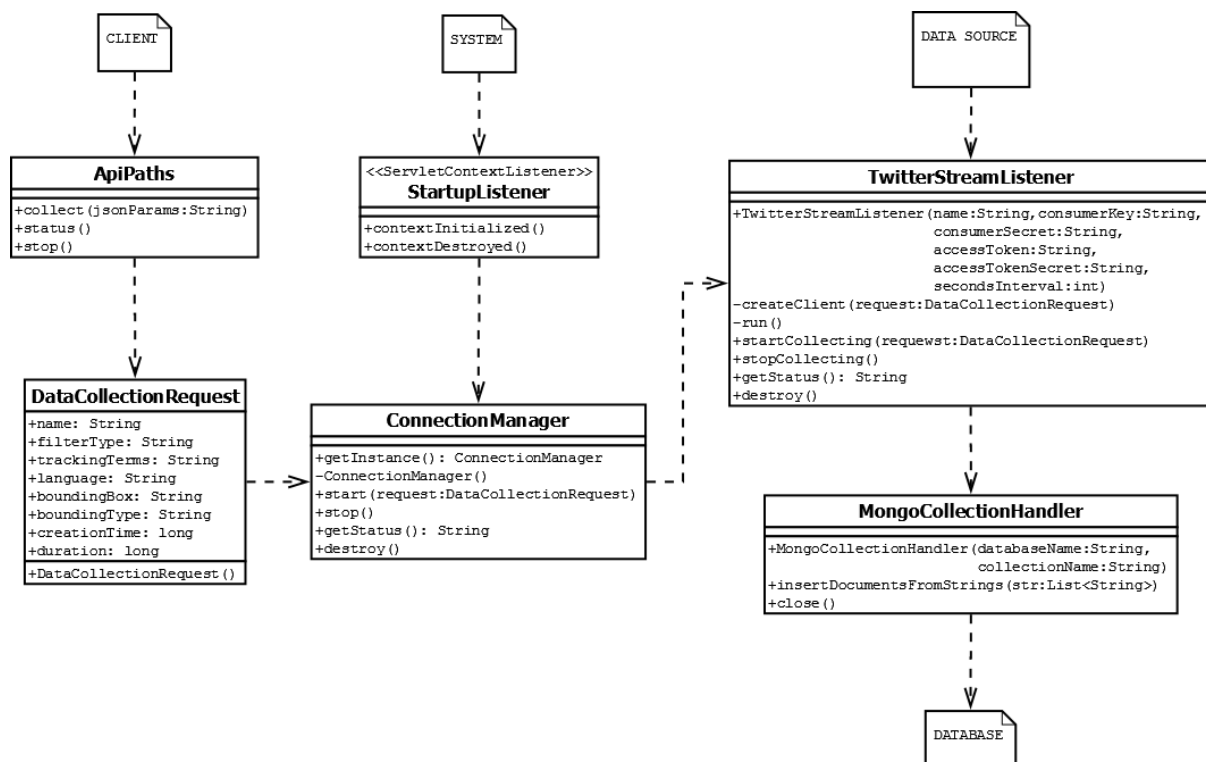 CLIENT
SYSTEM
DATA SOURCE
ApiPaths
+collect(jsonParams:String)
+status()
+stop()
<<ServletContextListener>>
StartupListener
+contextInitialized()
+contextDestroyed()
TwitterStreamListener
+TwitterStreamListener(name:String,consumerKey:String,
consumerSecret:String,
accessToken:String,
accessTokenSecret:String,
secondsInterval:int)
-createClient(request:DataCollectionRequest)
-run()
+startCollecting(requewst:DataCollectionRequest)
+stopCollecting()
+getStatus(): String
+destroy()
DataCollectionRequest
+name: String
+filterType: String
+trackingTerms: String
+language: String
+boundingBox: String
+boundingType: String
+creationTime: long
+duration: long
+DataCollectionRequest()
ConnectionManager
+getInstance(): ConnectionManager
-ConnectionManager()
+start(request:DataCollectionRequest)
+stop()
+getStatus(): String
+destroy()
MongoCollectionHandler
+MongoCollectionHandler(databaseName:String,
collectionName:String)
+insertDocumentsFromStrings(str:List<String>)
+close()
DATABASE